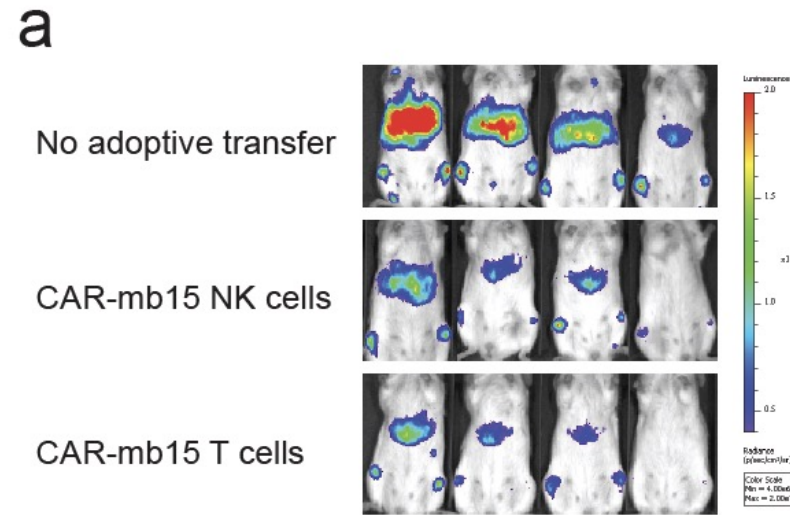 a
No adoptive transfer
CAR-mb15 NK cells
CAR-mb15 T cells
Luminescence
2.0
1.5
1.0
0.5
Radiance
Color Scale